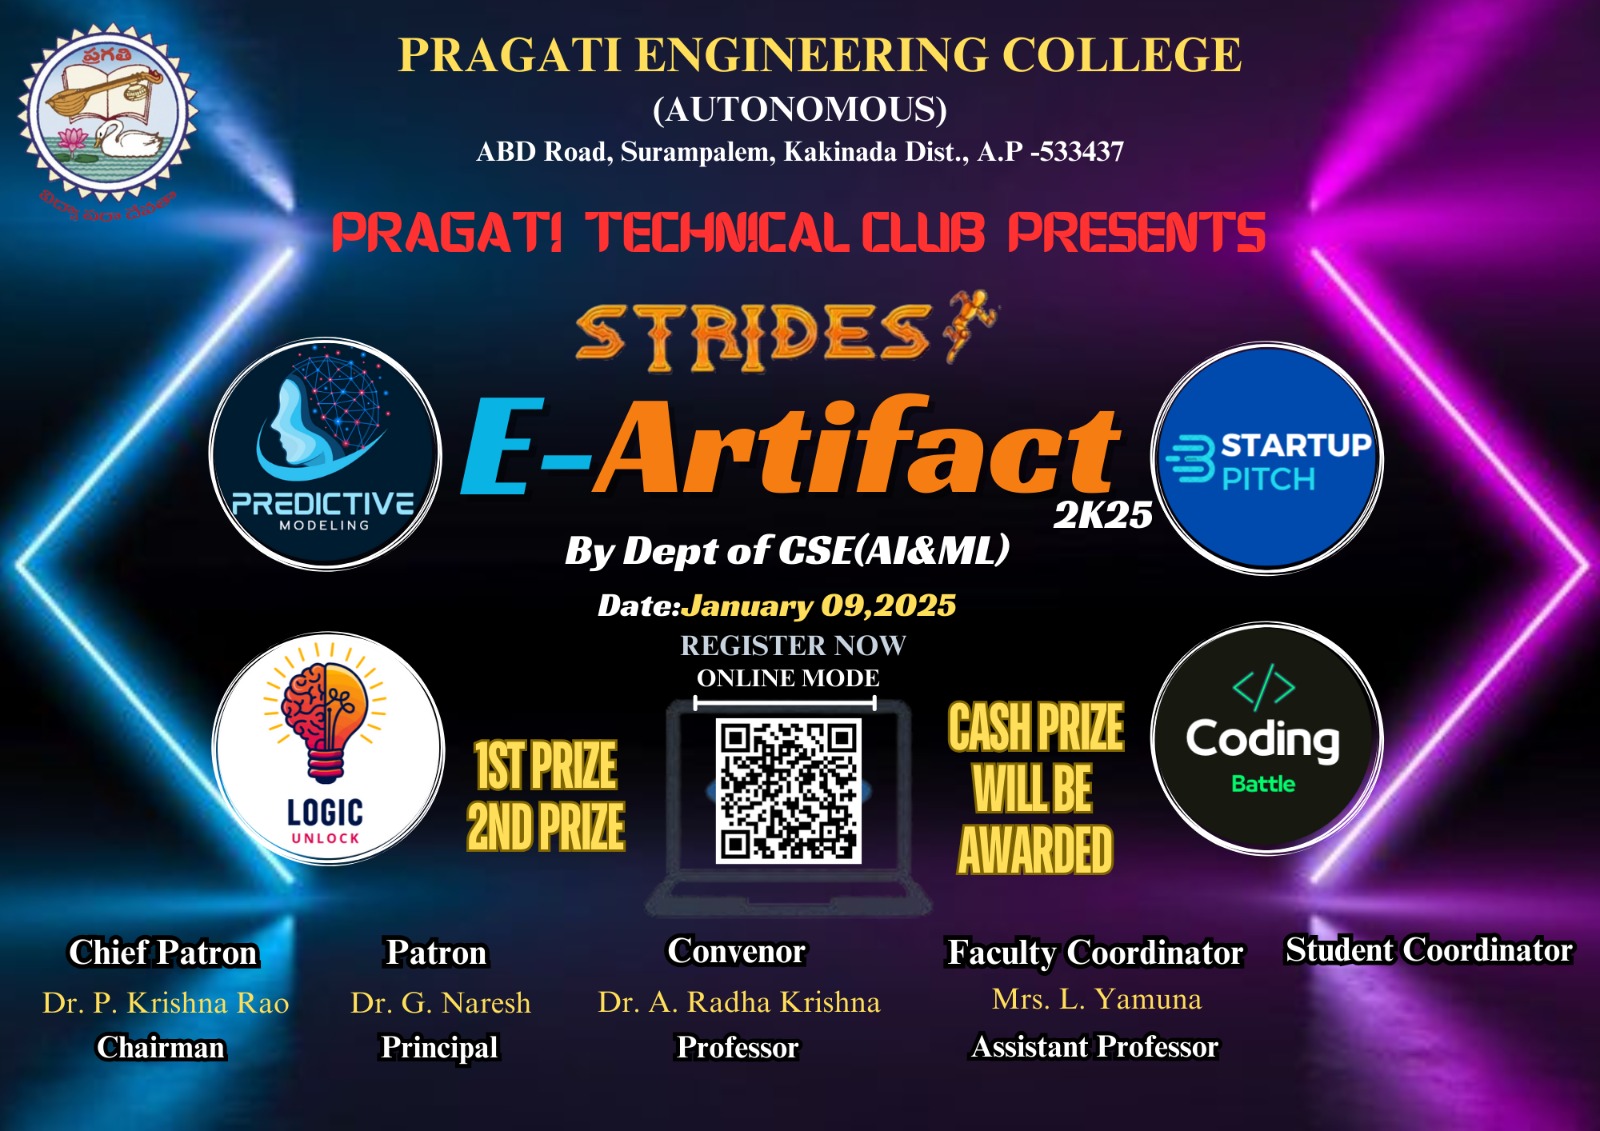 ప్రగతి
PRAGATI ENGINEERING COLLEGE
(AUTONOMOUS)
ABD Road, Surampalem, Kakinada Dist., A.P -533437
PRAGATI TECHNICAL CLUB PRESENTS
STRIDES
E-Artifact
2K25
By Dept of CSE(AI&ML)
Date:January 09,2025
REGISTER NOW
ONLINE MODE
PREDICTIVE
MODELING
STARTUP
PITCH
LOGIC
UNLOCK
1ST PRIZE
2ND PRIZE
CASH PRIZE
WILL BE
AWARDED
</>
Coding
Battle
Chief Patron
Dr. P. Krishna Rao
Chairman
Patron
Dr. G. Naresh
Principal
Convenor
Dr. A. Radha Krishna
Professor
Faculty Coordinator
Mrs. L. Yamuna
Assistant Professor
Student Coordinator